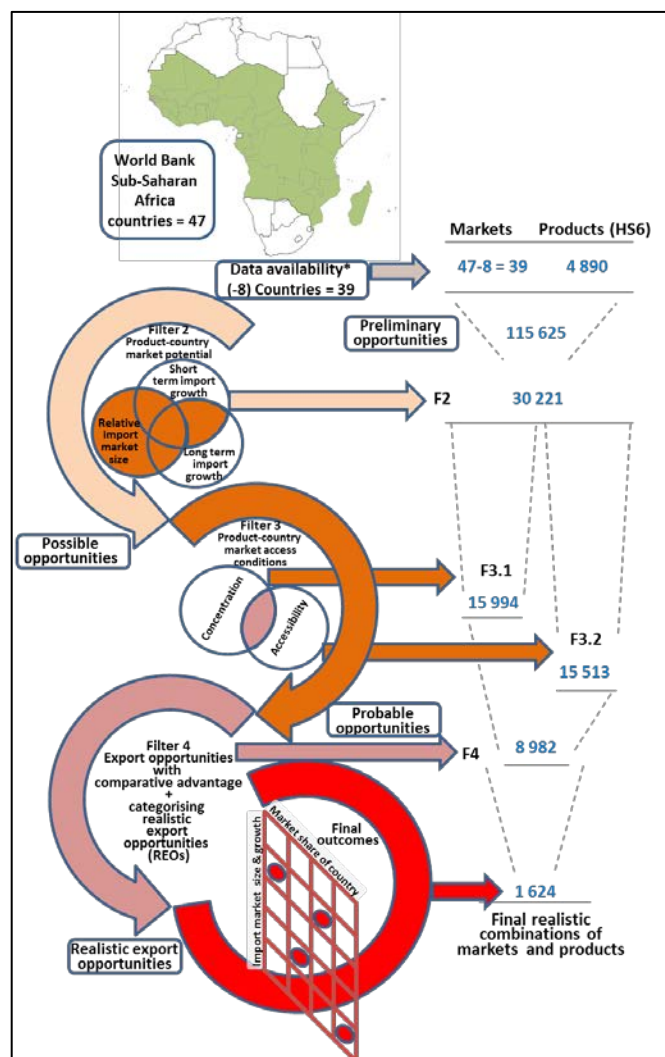 World Bank
Sub-Saharan
Africa
countries = 47
Markets
Products (HS6)
47-8 = 39
4 890
Data availability*
(-8) Countries = 39
Preliminary
opportunities
115 625
Filter 2
Product-country
market potential
Short
term import
growth
Relative
import
market
size
Long term
import
growth
F2
30 221
Possible
opportunities
Filter 3
Product-country
market access
conditions
Concentration
Accessibility
F3.1
15 994
F3.2
15 513
Probable
opportunities
Filter 4
Export opportunities
with
comparative advantage
+
categorising
realistic
export
opportunities
(REOs)
F4
8 982
Market share of country
Import market size & growth
Final
outcomes
1 624
Final realistic
combinations of
markets and products
Realistic export
opportunities